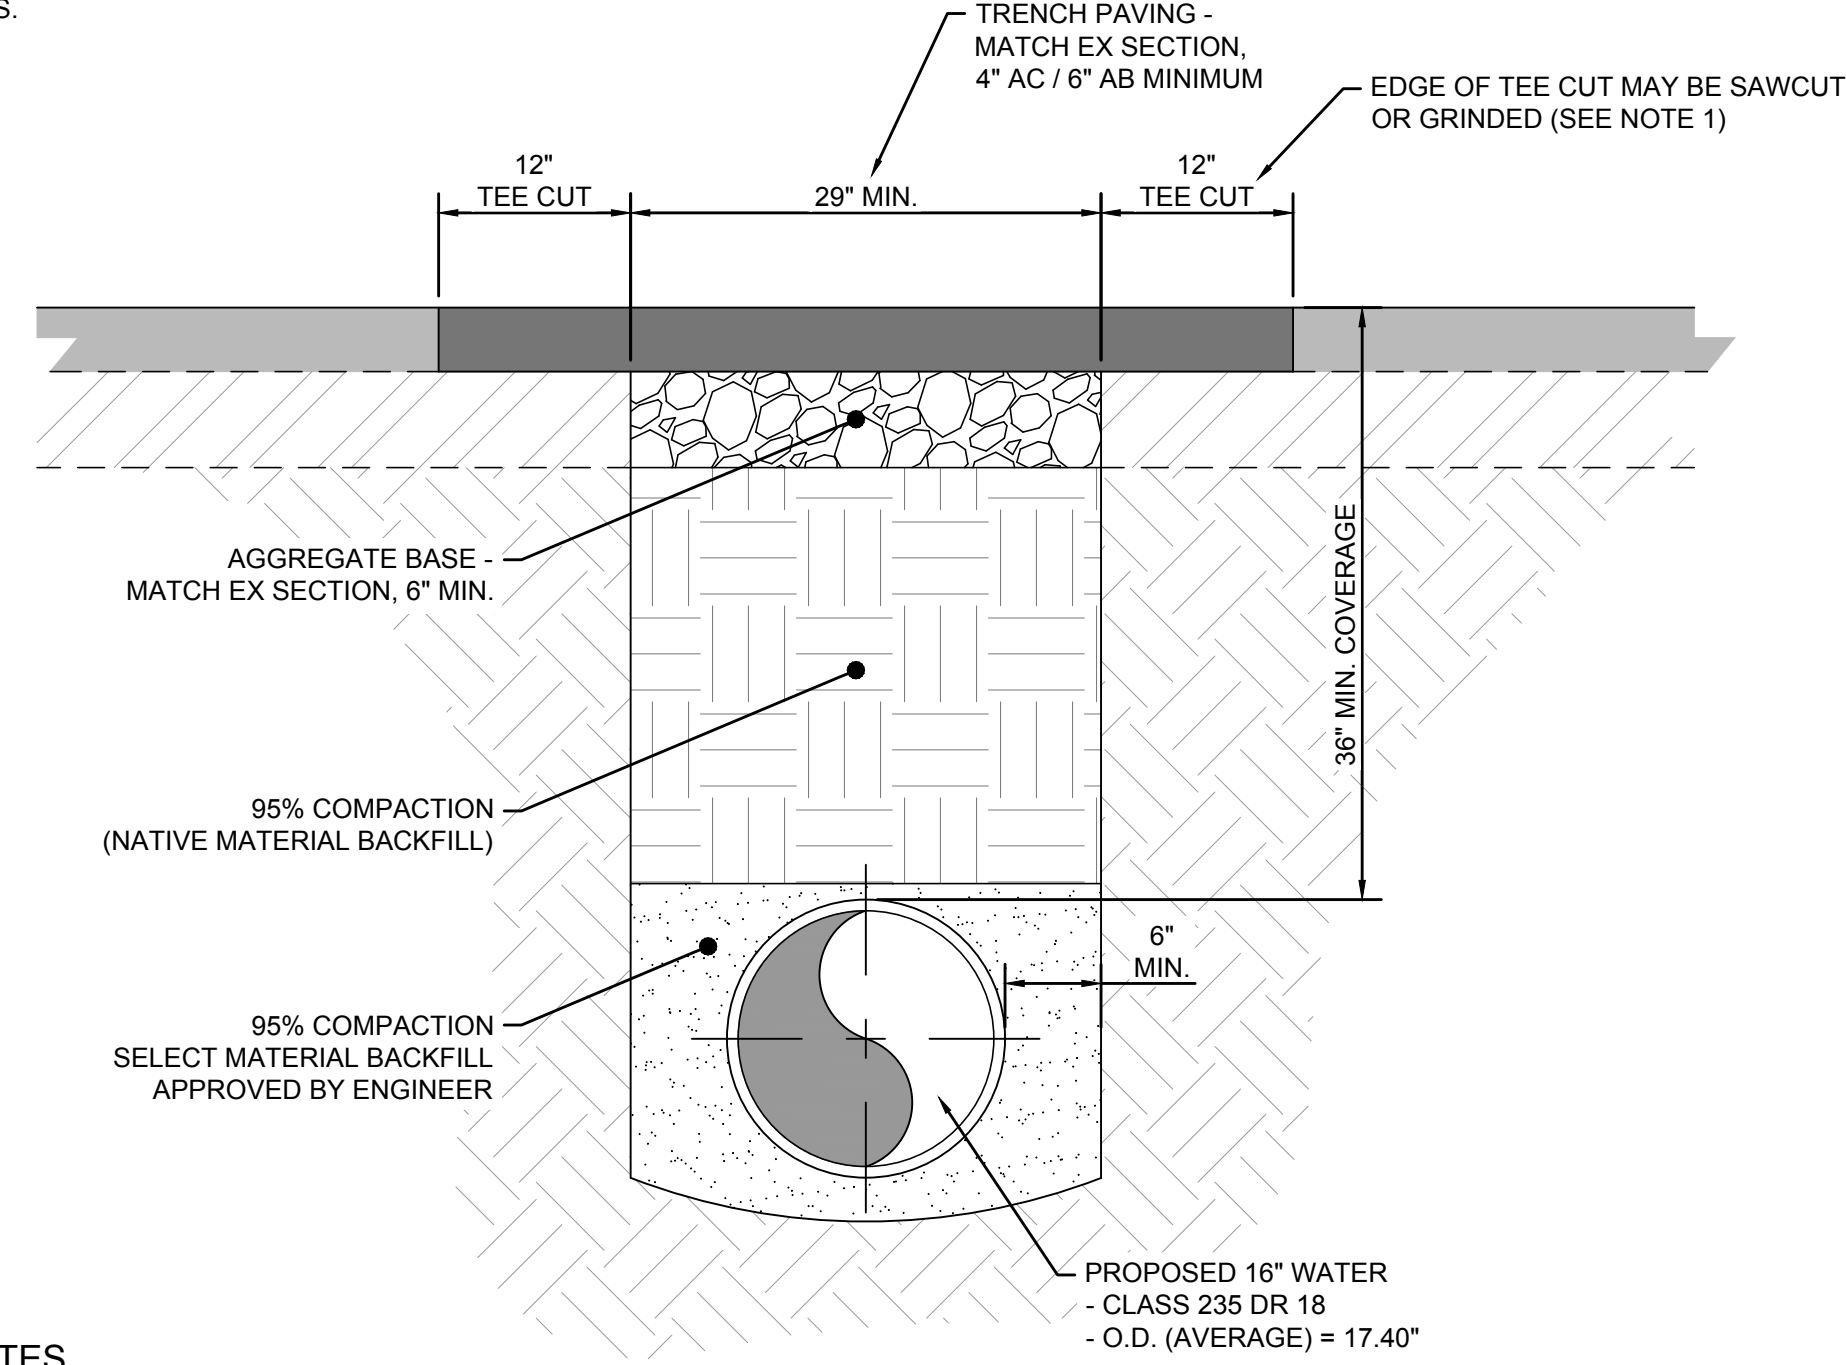 S.
TRENCH PAVING -
MATCH EX SECTION,
4" AC / 6" AB MINIMUM
EDGE OF TEE CUT MAY BE SAWCUT
OR GRINDED (SEE NOTE 1)
12"
TEE CUT
29" MIN.
12"
TEE CUT
36" MIN. COVERAGE
AGGREGATE BASE -
MATCH EX SECTION, 6" MIN.
95% COMPACTION
(NATIVE MATERIAL BACKFILL)
6"
MIN.
95% COMPACTION
SELECT MATERIAL BACKFILL
APPROVED BY ENGINEER
PROPOSED 16" WATER
- CLASS 235 DR 18
- O.D. (AVERAGE) = 17.40"
TES